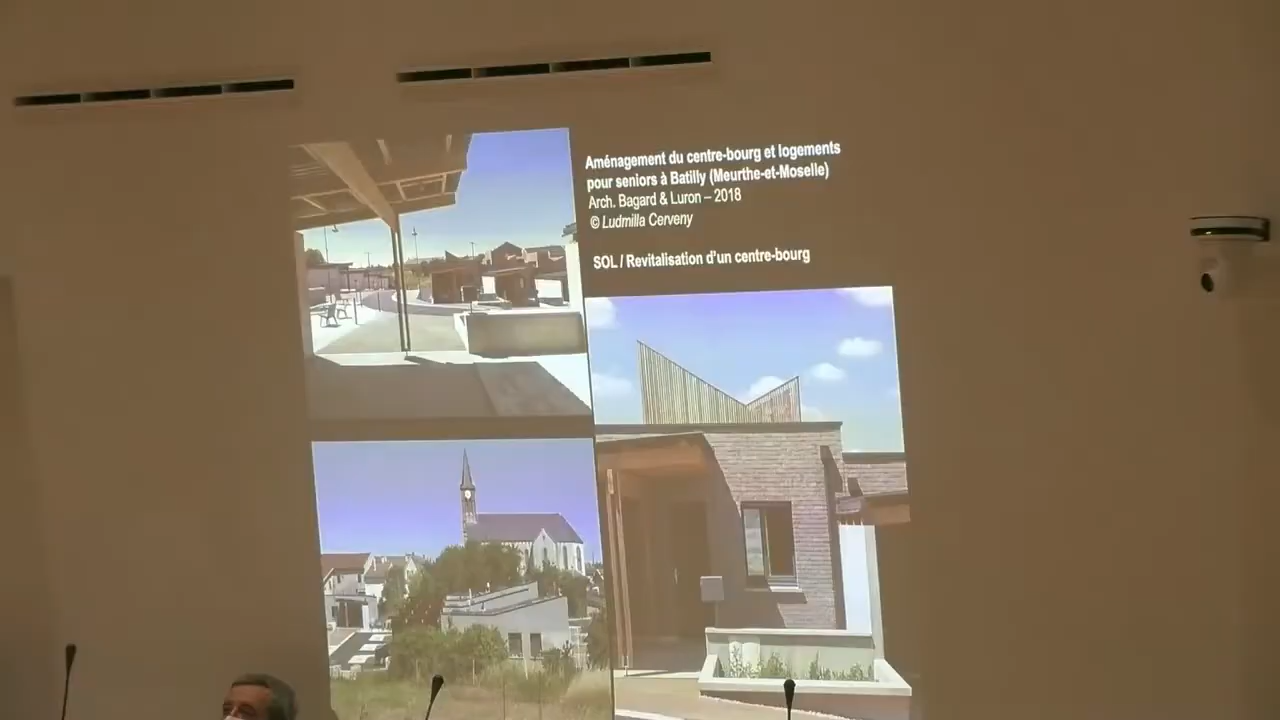 Aménagement du centre-bourg et logements
pour seniors à Batilly (Meurthe-et-Moselle)
Arch. Bagard & Luron – 2018
© Ludmilla Cerveny
SOL / Revitalisation d'un centre-bourg